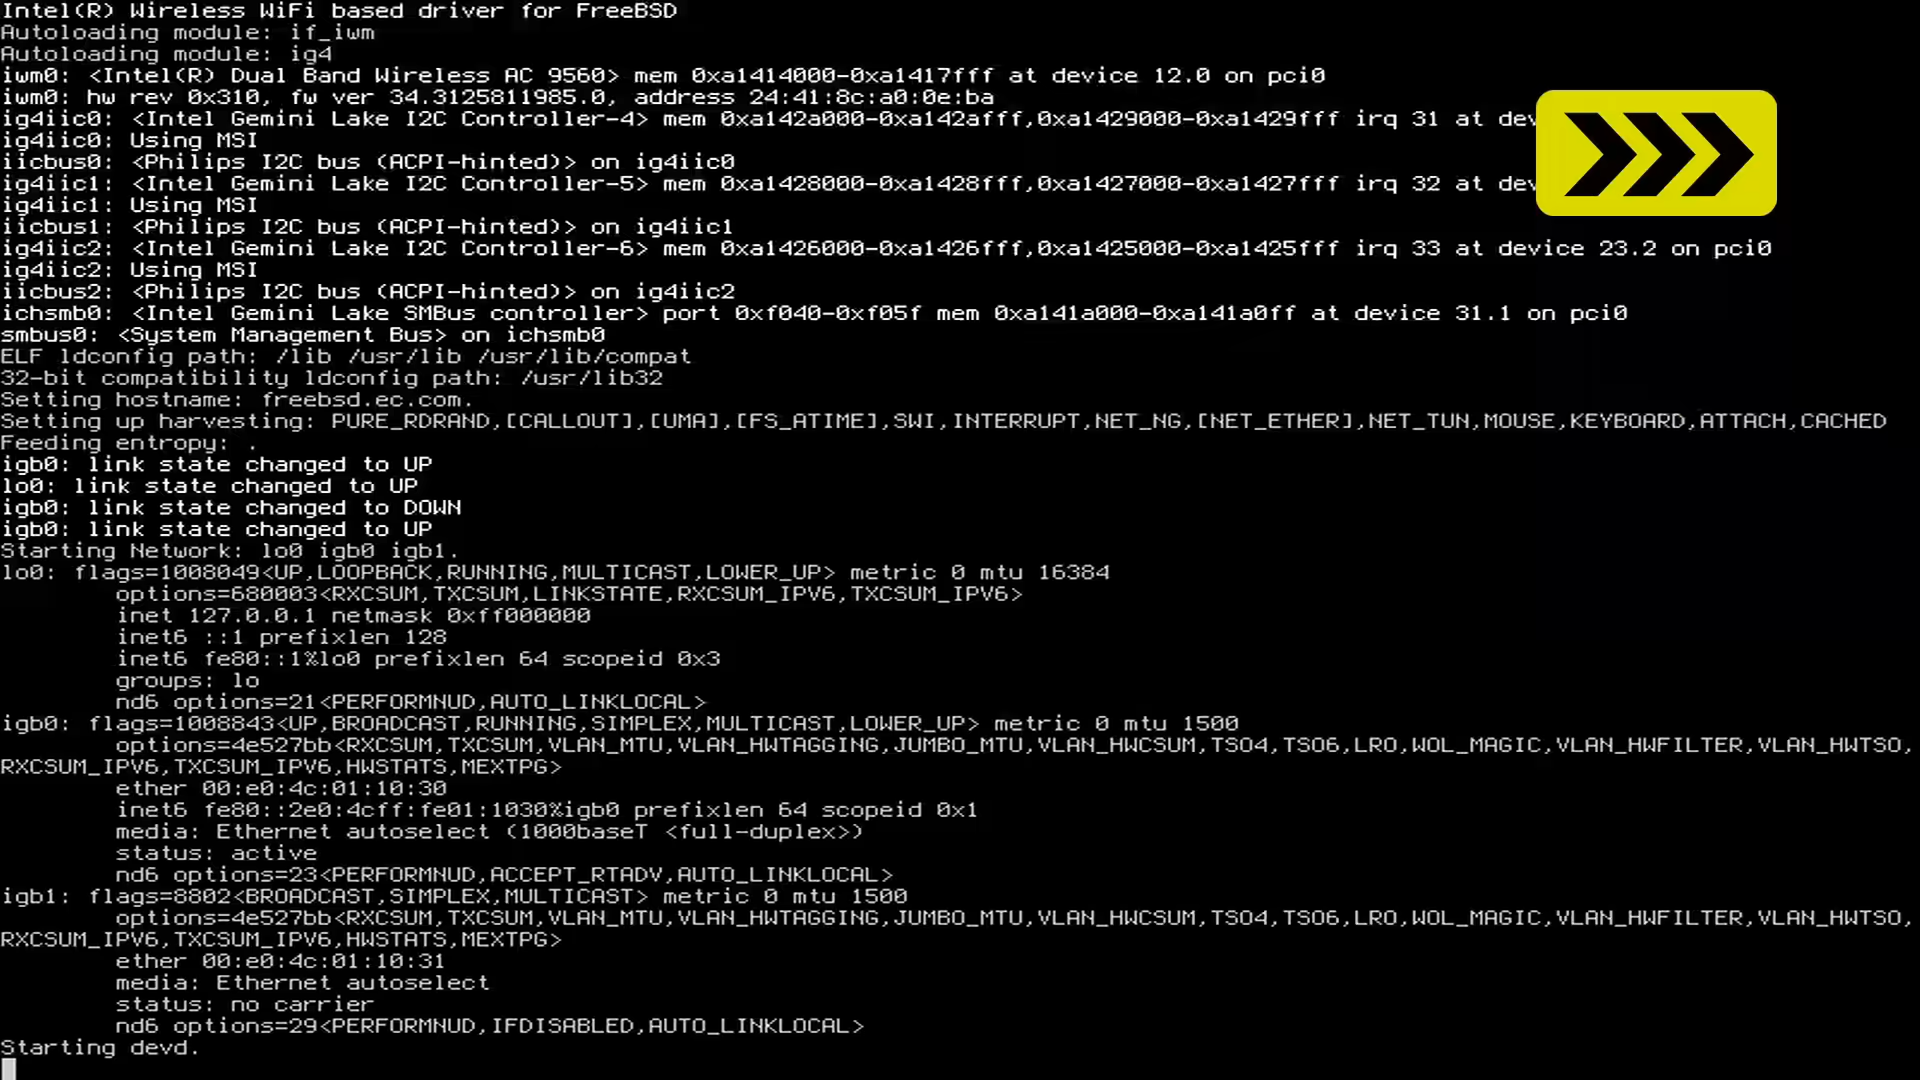 Intel(R) Wireless WiFi based driver for FreeBSD
Autoloading module: if_iwm
Autoloading module: ig4
iwm0: <Intel(R) Dual Band Wireless AC 9560> mem 0xa1414000-0xa1417fff at device 12.0 on pci0
iwm0: hw rev 0x310, fw ver 34.3125811985.0, address 24:41:8c:a0:0e:ba
ig4iic0: <Intel Gemini Lake I2C Controller-4> mem 0xa142a000-0xa142afff,0xa1429000-0xa1429fff irq 31 at dev
ig4iic0: Using MSI
iicbus0: <Philips I2C bus (ACPI-hinted)> on ig4iic0
ig4iic1: <Intel Gemini Lake I2C Controller-5> mem 0xa1428000-0xa1428fff,0xa1427000-0xa1427fff irq 32 at dev
ig4iic1: Using MSI
iicbus1: <Philips I2C bus (ACPI-hinted)> on ig4iic1
ig4iic2: <Intel Gemini Lake I2C Controller-6> mem 0xa1426000-0xa1426fff,0xa1425000-0xa1425fff irq 33 at device 23.2 on pci0
ig4iic2: Using MSI
iicbus2: <Philips I2C bus (ACPI-hinted)> on ig4iic2
ichsmb0: <Intel Gemini Lake SMBus controller> port 0xf040-0xf05f mem 0xa141a000-0xa141a0ff at device 31.1 on pci0
smbus0: <System Management Bus> on ichsmb0
ELF ldconfig path: /lib /usr/lib /usr/lib/compat
32-bit compatibility ldconfig path: /usr/lib32
Setting hostname: freebsd.ec.com.
Setting up harvesting: PURE_RDRAND,[CALLOUT],[UMA],[FS_ATIME],SWI,INTERRUPT,NET_NG,[NET_ETHER],NET_TUN,MOUSE,KEYBOARD,ATTACH,CACHED
Feeding entropy: .
igb0: link state changed to UP
lo0: link state changed to UP
igb0: link state changed to DOWN
igb0: link state changed to UP
Starting Network: lo0 igb0 igb1.
lo0: flags=1008049<UP,LOOPBACK,RUNNING,MULTICAST,LOWER_UP> metric 0 mtu 16384
options=680003<RXCSUM,TXCSUM,LINKSTATE,RXCSUM_IPV6,TXCSUM_IPV6>
inet 127.0.0.1 netmask 0xff000000
inet6 ::1 prefixlen 128
inet6 fe80::1%lo0 prefixlen 64 scopeid 0x3
groups: lo
nd6 options=21<PERFORMNUD,AUTO_LINKLOCAL>
igb0: flags=1008843<UP,BROADCAST,RUNNING,SIMPLEX,MULTICAST,LOWER_UP> metric 0 mtu 1500
options=4e527bb<RXCSUM,TXCSUM,VLAN_MTU,VLAN_HWTAGGING,JUMBO_MTU,VLAN_HWCSUM,TSO4,TSO6,LRO,WOL_MAGIC,VLAN_HWFILTER,VLAN_HWTSO,
RXCSUM_IPV6,TXCSUM_IPV6,HWSTATS,MEXTPG>
ether 00:e0:4c:01:10:30
inet6 fe80::2e0:4cff:fe01:1030%igb0 prefixlen 64 scopeid 0x1
media: Ethernet autoselect (1000baseT <full-duplex>)
status: active
nd6 options=23<PERFORMNUD,ACCEPT_RTADV,AUTO_LINKLOCAL>
igb1: flags=8802<BROADCAST,SIMPLEX,MULTICAST> metric 0 mtu 1500
options=4e527bb<RXCSUM,TXCSUM,VLAN_MTU,VLAN_HWTAGGING,JUMBO_MTU,VLAN_HWCSUM,TSO4,TSO6,LRO,WOL_MAGIC,VLAN_HWFILTER,VLAN_HWTSO,
RXCSUM_IPV6,TXCSUM_IPV6,HWSTATS,MEXTPG>
ether 00:e0:4c:01:10:31
media: Ethernet autoselect
status: no carrier
nd6 options=29<PERFORMNUD,IFDISABLED,AUTO_LINKLOCAL>
Starting devd.